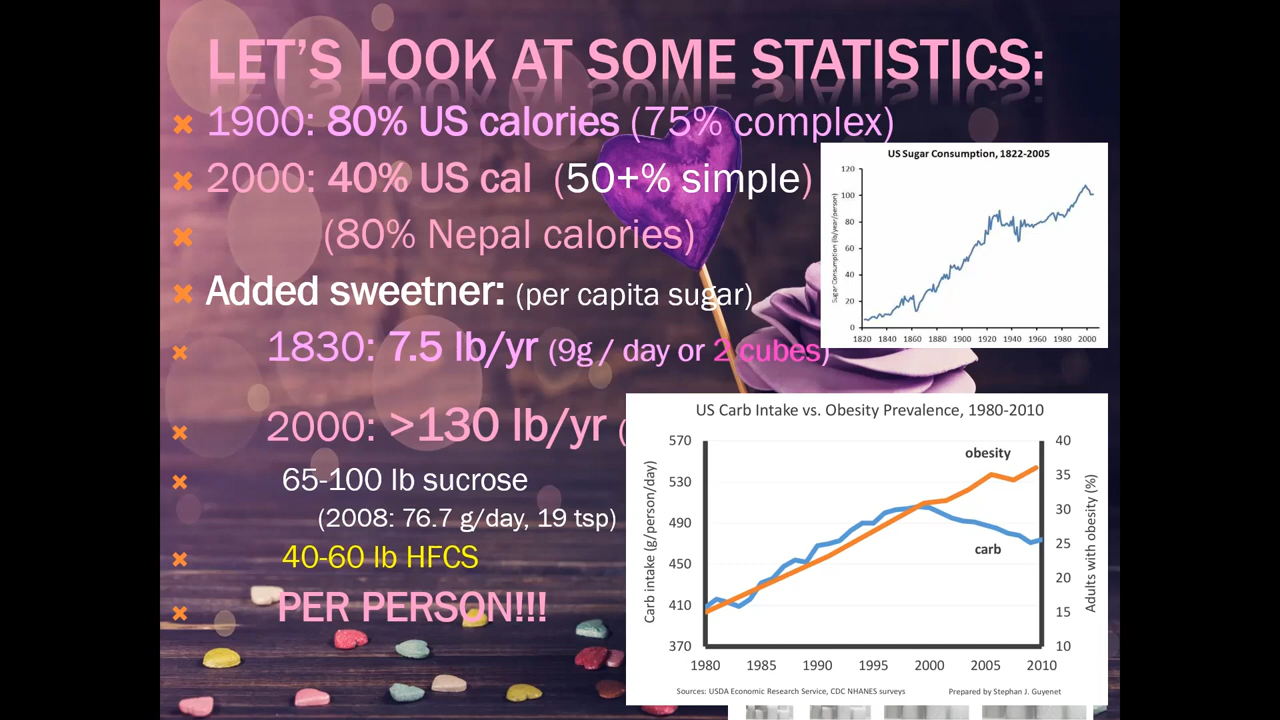 LET'S LOOK AT SOME STATISTICS:
1900: 80% US calories (75% complex)
2000: 40% US cal (50+% simple)
(80% Nepal calories)
Added sweetner: (per capita sugar)
1830: 7.5 lb/yr (9g / day or 2 cubes)
2000: >130 lb/yr (
65-100 lb sucrose
(2008: 76.7 g/day, 19 tsp)
40-60 lb HFCS
PER PERSON!!!
US Sugar Consumption, 1822-2005
Sugar Consumption (lb/year/person)
120
100
80
60
40
20
0
1820 1840 1860 1880 1900 1920 1940 1960 1980 2000
US Carb Intake vs. Obesity Prevalence, 1980-2010
Carb intake (g/person/day)
570
530
490
450
410
370
obesity
carb
40
35
30
25
20
15
10
Adults with obesity (%)
1980 1985 1990 1995 2000 2005 2010
Sources: USDA Economic Research Service, CDC NHANES surveys
Prepared by Stephan J. Guyenet